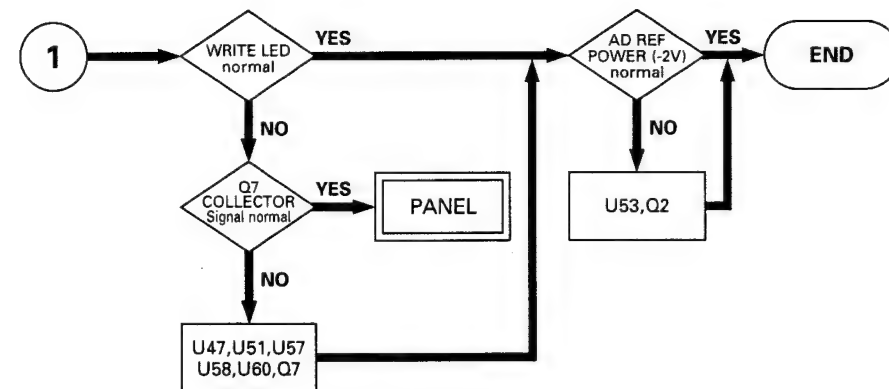 1
WRITE LED
normal
YES
AD REF
POWER (-2V)
normal
YES
END
NO
NO
Q7
COLLECTOR
Signal normal
YES
PANEL
U53,Q2
NO
U47,U51,U57
U58,U60,Q7